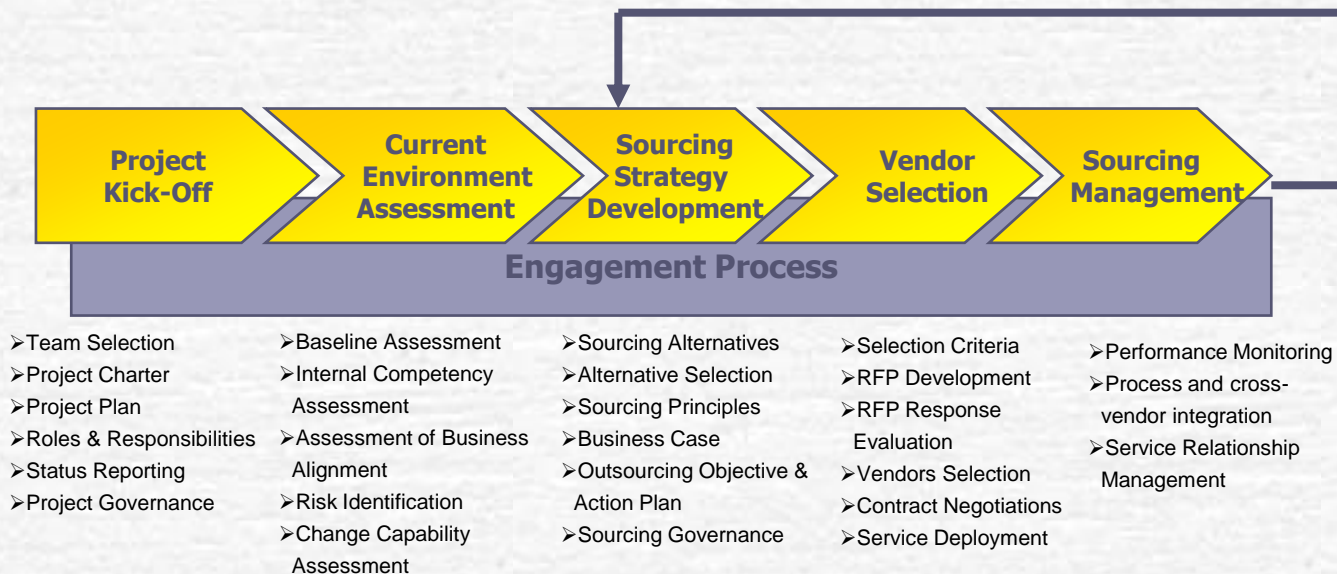 Project
Kick-Off
Current
Environment
Assessment
Sourcing
Strategy
Development
Vendor
Selection
Sourcing
Management
Engagement Process
➢Team Selection
➢Project Charter
➢Project Plan
➢Roles & Responsibilities
➢Status Reporting
➢Project Governance
➢Baseline Assessment
➢Internal Competency
Assessment
➢Assessment of Business
Alignment
➢Risk Identification
➢Change Capability
Assessment
➢Sourcing Alternatives
➢Alternative Selection
➢Sourcing Principles
➢Business Case
➢Outsourcing Objective &
Action Plan
➢Sourcing Governance
➢Selection Criteria
➢RFP Development
➢RFP Response
Evaluation
➢Vendors Selection
➢Contract Negotiations
➢Service Deployment
➢Performance Monitoring
➢Process and cross-
vendor integration
➢Service Relationship
Management